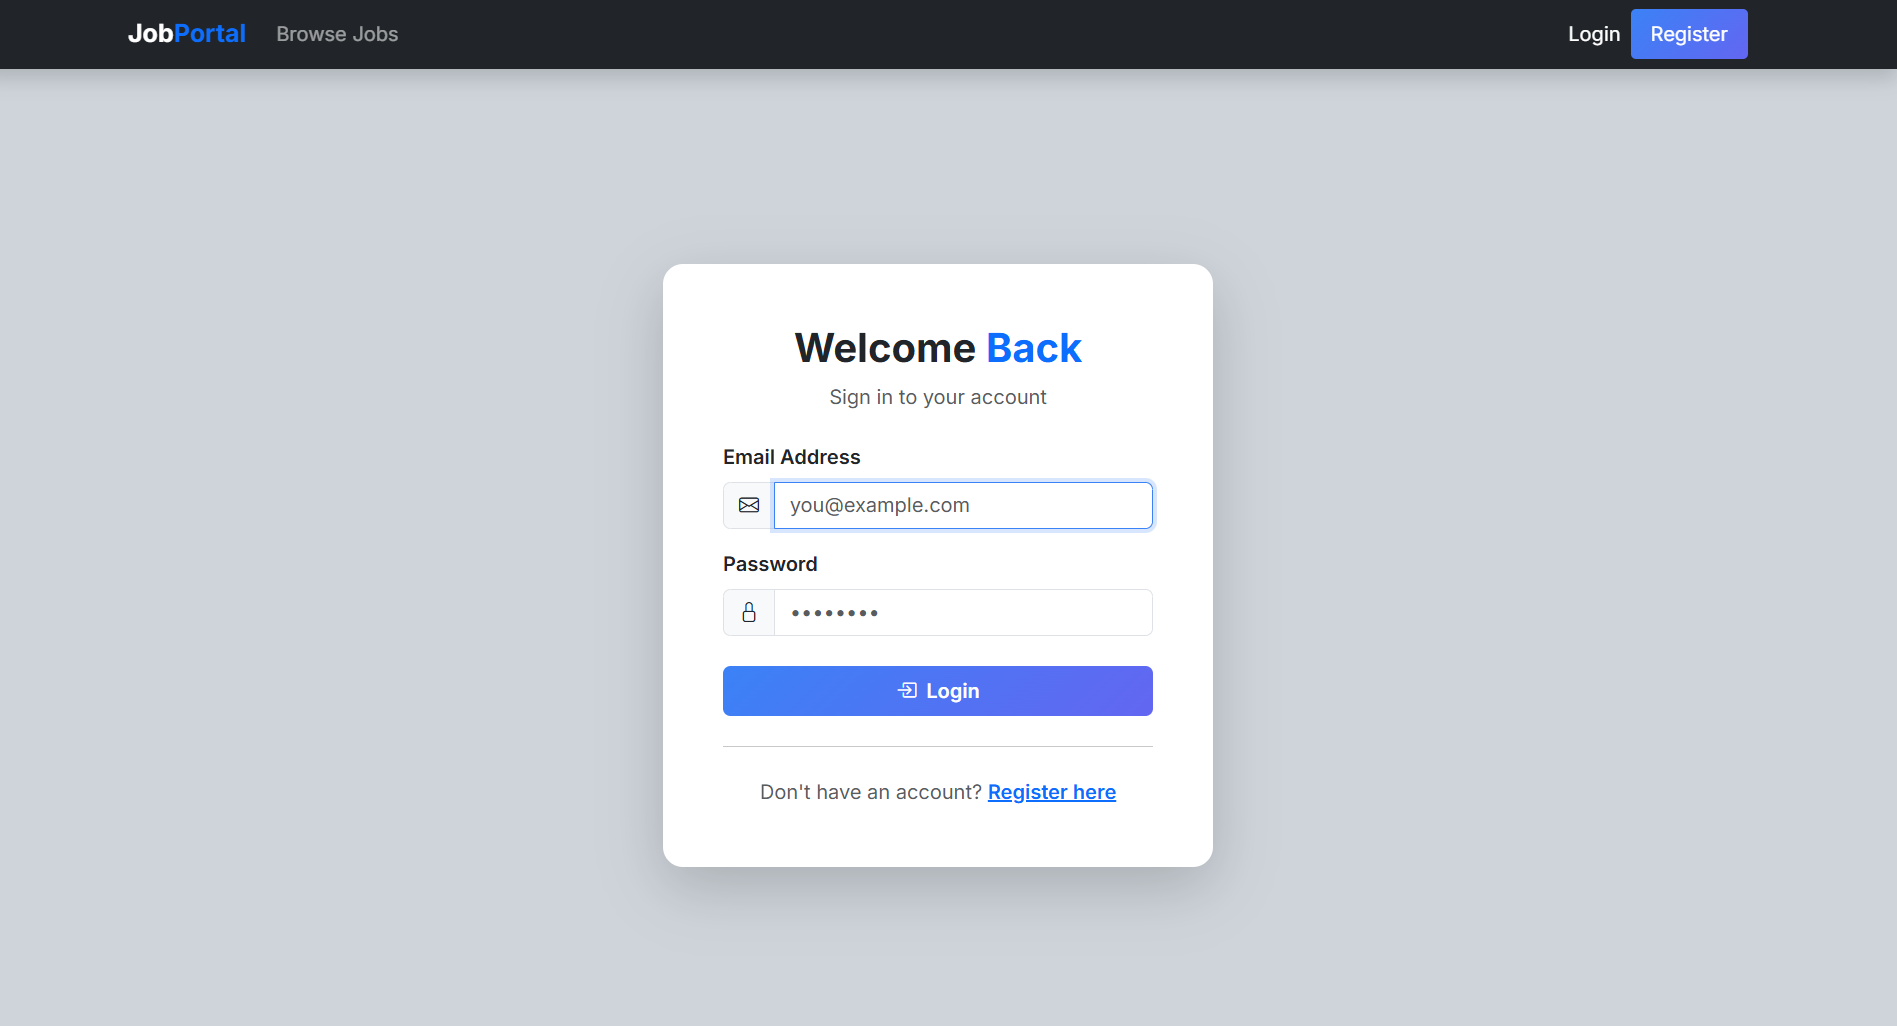 JobPortal Browse Jobs Login Register
Welcome Back
Sign in to your account
Email Address
you@example.com
Password
••••••••
Login
Don't have an account? Register here